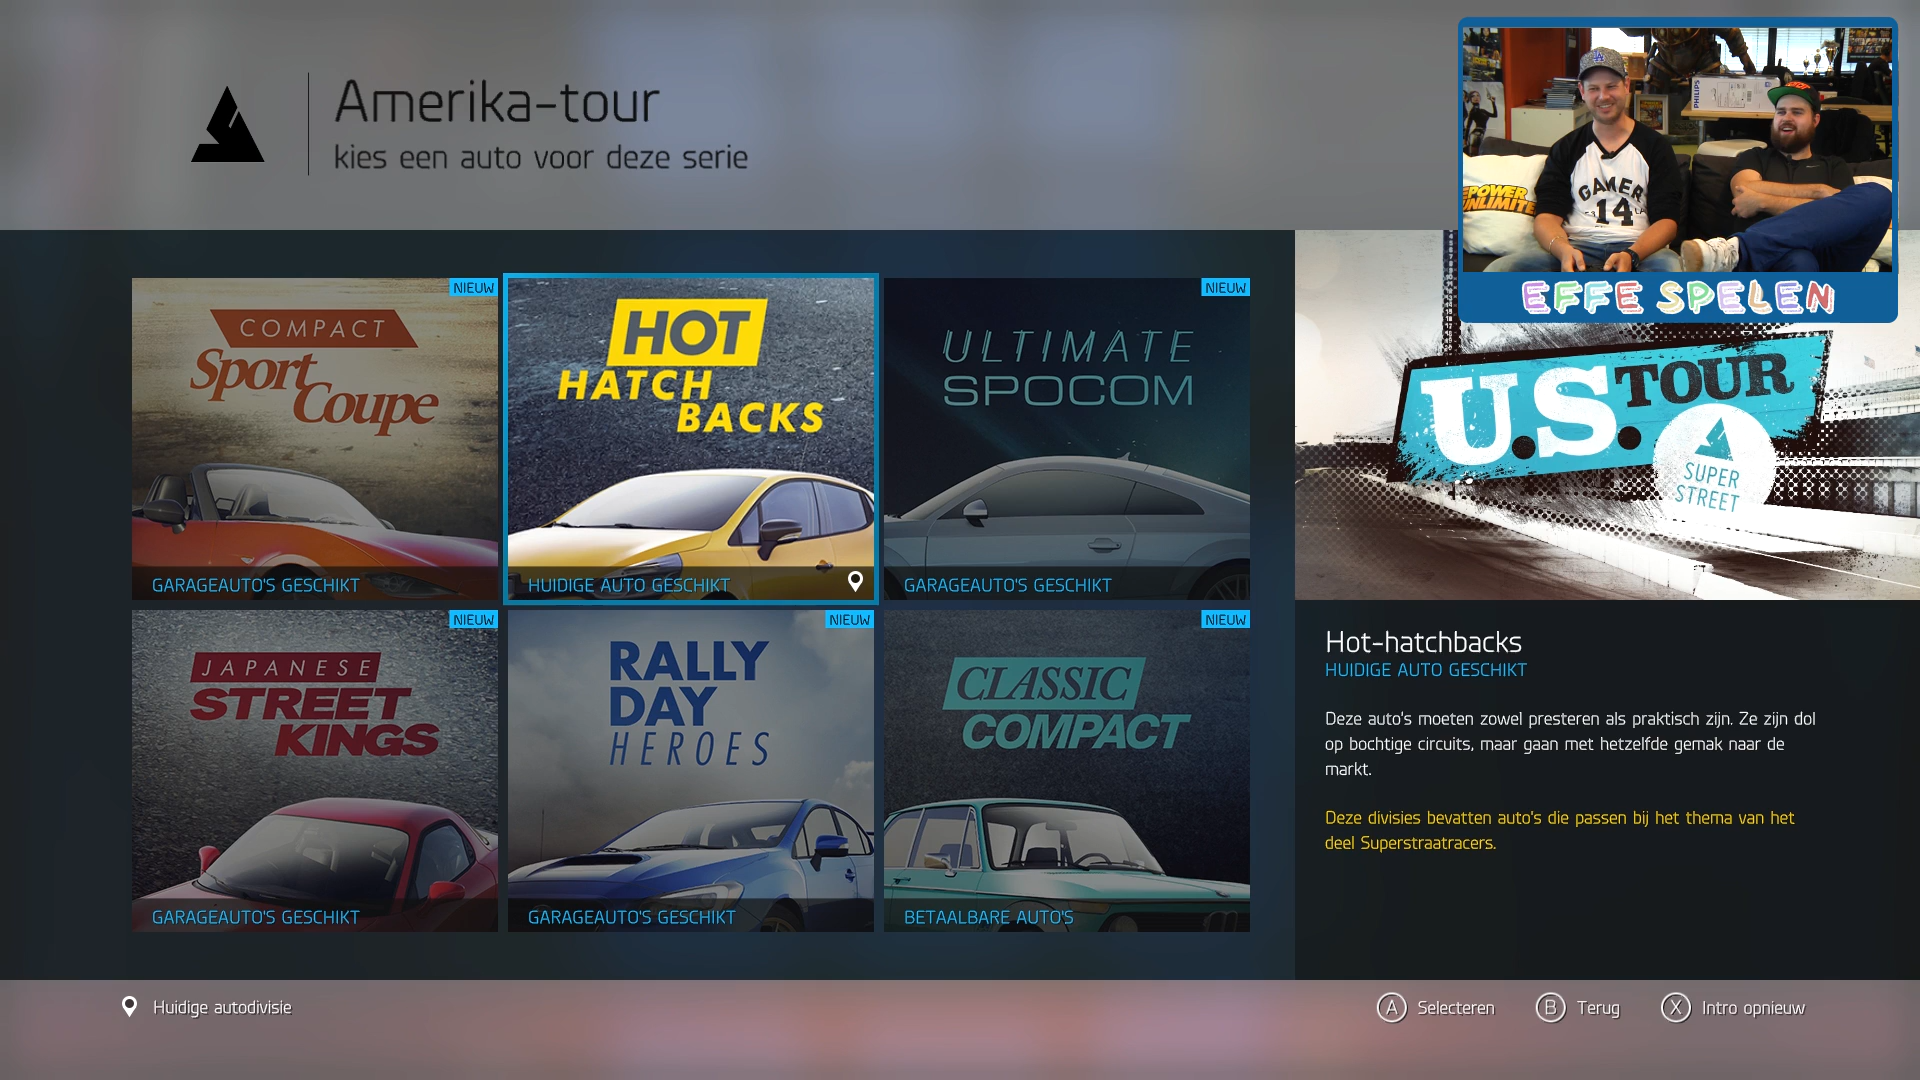 Amerika-tour
kies een auto voor deze serie
PHILIPS
GAMER
14
POWER
UNLIMITE
EFFE SPELEN
NIEUW
COMPACT
Sport
Coupe
GARAGEAUTO'S GESCHIKT
HOT
HATCH
BACKS
HUIDIGE AUTO GESCHIKT
NIEUW
ULTIMATE
SPOCOM
GARAGEAUTO'S GESCHIKT
U.S. TOUR
SUPER
STREET
NIEUW
JAPANESE
STREET
KINGS
GARAGEAUTO'S GESCHIKT
NIEUW
RALLY
DAY
HEROES
GARAGEAUTO'S GESCHIKT
NIEUW
CLASSIC
COMPACT
BETAALBARE AUTO'S
Hot-hatchbacks
HUIDIGE AUTO GESCHIKT
Deze auto's moeten zowel presteren als praktisch zijn. Ze zijn dol
op bochtige circuits, maar gaan met hetzelfde gemak naar de
markt.
Deze divisies bevatten auto's die passen bij het thema van het
deel Superstraatracers.
Huidige autodivisie
A Selecteren
B Terug
X Intro opnieuw